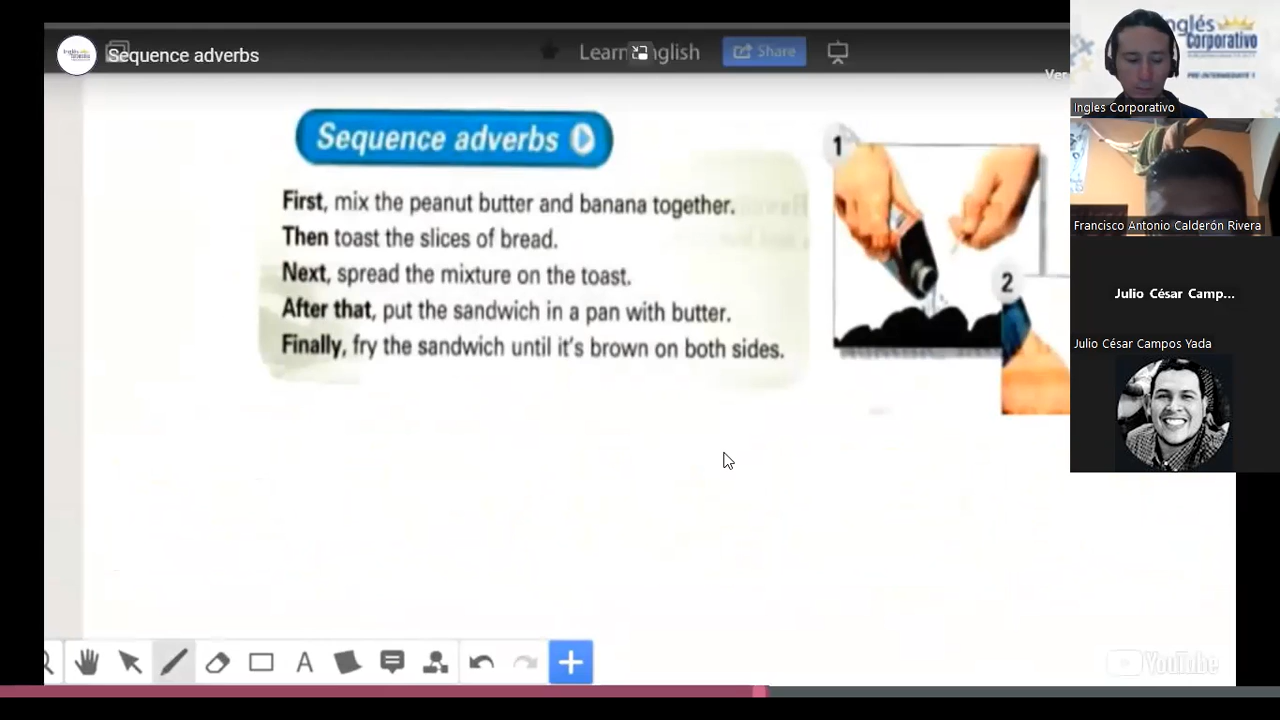 Sequence adverbs
Share
Ver
Sequence adverbs
First, mix the peanut butter and banana together.
Then toast the slices of bread.
Next, spread the mixture on the toast.
After that, put the sandwich in a pan with butter.
Finally, fry the sandwich until it's brown on both sides.
1
2
A
YouTube
Inglés
Corporativo
PRE-INTERMEDIATE 1
Ingles Corporativo
Francisco Antonio Calderón Rivera
Julio César Camp...
Julio César Campos Yada